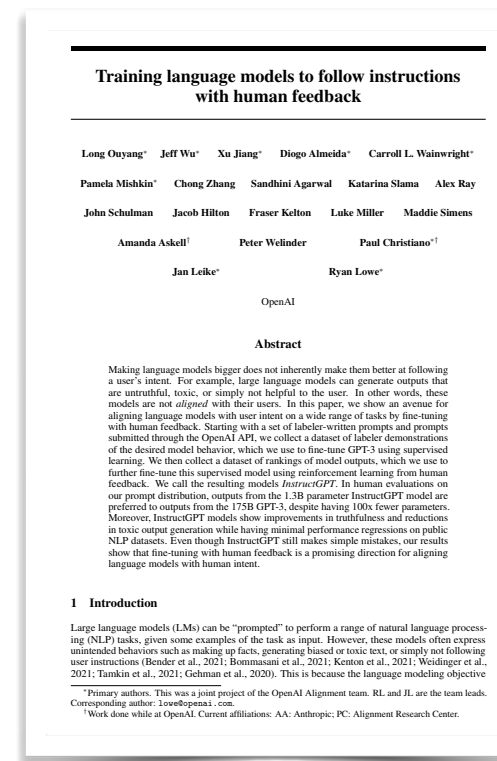 Training language models to follow instructions
with human feedback
Long Ouyang* Jeff Wu* Xu Jiang* Diogo Almeida* Carroll L. Wainwright*
Pamela Mishkin* Chong Zhang Sandhini Agarwal Katarina Slama Alex Ray
John Schulman Jacob Hilton Fraser Kelton Luke Miller Maddie Simens
Amanda Askell† Peter Welinder Paul Christiano*†
Jan Leike* Ryan Lowe*
OpenAI
Abstract
Making language models bigger does not inherently make them better at following
a user's intent. For example, large language models can generate outputs that
are untruthful, toxic, or simply not helpful to the user. In other words, these
models are not aligned with their users. In this paper, we show an avenue for
aligning language models with user intent on a wide range of tasks by fine-tuning
with human feedback. Starting with a set of labeler-written prompts and prompts
submitted through the OpenAI API, we collect a dataset of labeler demonstrations
of the desired model behavior, which we use to fine-tune GPT-3 using supervised
learning. We then collect a dataset of rankings of model outputs, which we use to
further fine-tune this supervised model using reinforcement learning from human
feedback. We call the resulting models InstructGPT. In human evaluations on
our prompt distribution, outputs from the 1.3B parameter InstructGPT model are
preferred to outputs from the 175B GPT-3, despite having 100x fewer parameters.
Moreover, InstructGPT models show improvements in truthfulness and reductions
in toxic output generation while having minimal performance regressions on public
NLP datasets. Even though InstructGPT still makes simple mistakes, our results
show that fine-tuning with human feedback is a promising direction for aligning
language models with human intent.
1 Introduction
Large language models (LMs) can be “prompted” to perform a range of natural language process-
ing (NLP) tasks, given some examples of the task as input. However, these models often express
unintended behaviors such as making up facts, generating biased or toxic text, or simply not following
user instructions (Bender et al., 2021; Bommasani et al., 2021; Kenton et al., 2021; Weidinger et al.,
2021; Tamkin et al., 2021; Gehman et al., 2020). This is because the language modeling objective
*Primary authors. This was a joint project of the OpenAI Alignment team. RL and JL are the team leads.
Corresponding author: lowe@openai.com.
†Work done while at OpenAI. Current affiliations: AA: Anthropic; PC: Alignment Research Center.